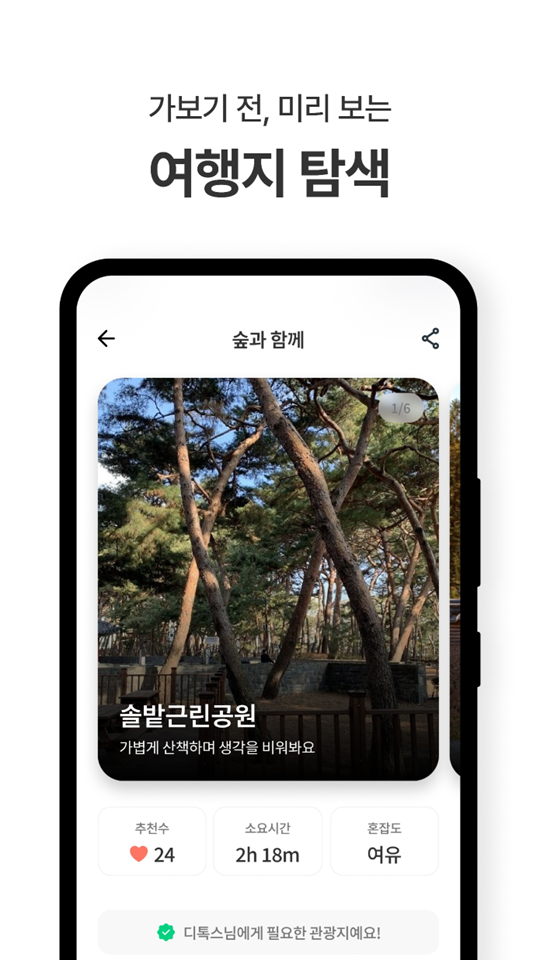 가보기 전, 미리 보는
여행지 탐색
숲과 함께
1/6
솔밭근린공원
가볍게 산책하며 생각을 비워봐요
추천수
24
소요시간
2h 18m
혼잡도
여유
디톡스님에게 필요한 관광지예요!